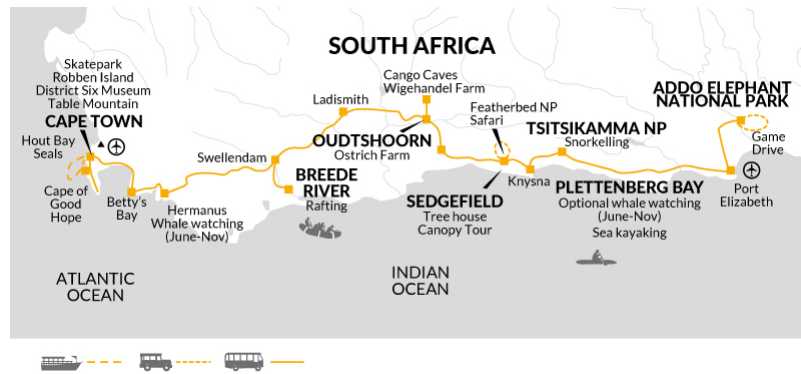 SOUTH AFRICA
Skatepark
Robben Island
District Six Museum
Table Mountain
CAPE TOWN
Hout Bay
Seals
Cape of
Good
Hope
Betty's
Bay
Hermanus
Whale watching
(June-Nov)
Swellendam
BREEDE
RIVER
Rafting
Ladismith
Cango Caves
Wigehandel Farm
OUDTSHOORN
Ostrich Farm
Featherbed NP
Safari
SEDGEFIELD
Tree house
Canopy Tour
Knysna
TSITSIKAMMA NP
Snorkelling
PLETTENBERG BAY
Optional whale watching
(June-Nov)
Sea kayaking
ADDO ELEPHANT
NATIONAL PARK
Game
Drive
Port
Elizabeth
ATLANTIC
OCEAN
INDIAN
OCEAN